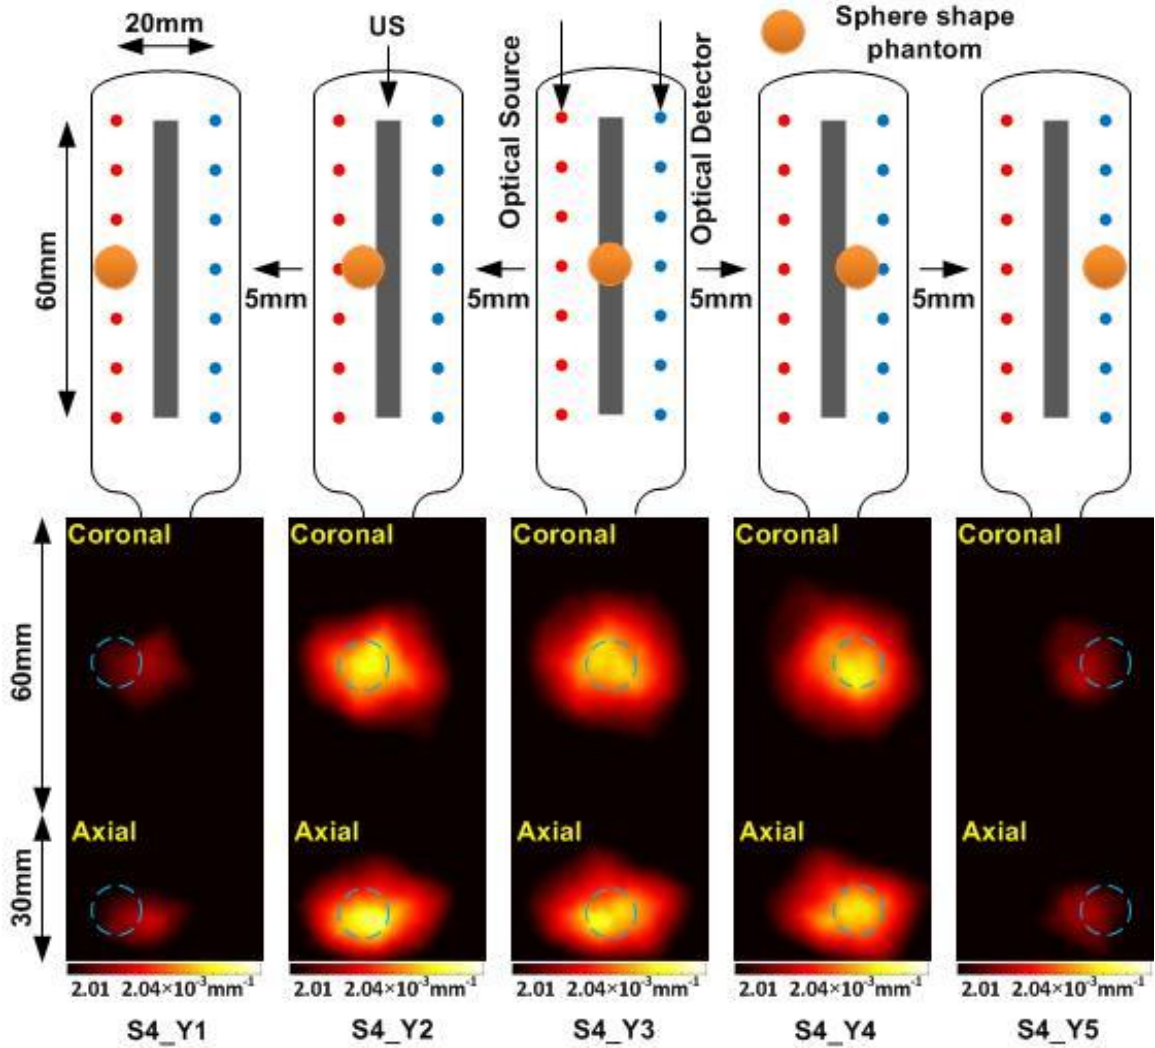 20mm
US
Sphere shape
phantom
Optical Source
Optical Detector
60mm
5mm
5mm
5mm
5mm
Coronal
Coronal
Coronal
Coronal
Coronal
60mm
Axial
Axial
Axial
Axial
Axial
30mm
2.01 2.04×10⁻³mm⁻¹
2.01 2.04×10⁻³mm⁻¹
2.01 2.04×10⁻³mm⁻¹
2.01 2.04×10⁻³mm⁻¹
2.01 2.04×10⁻³mm⁻¹
S4_Y1
S4_Y2
S4_Y3
S4_Y4
S4_Y5